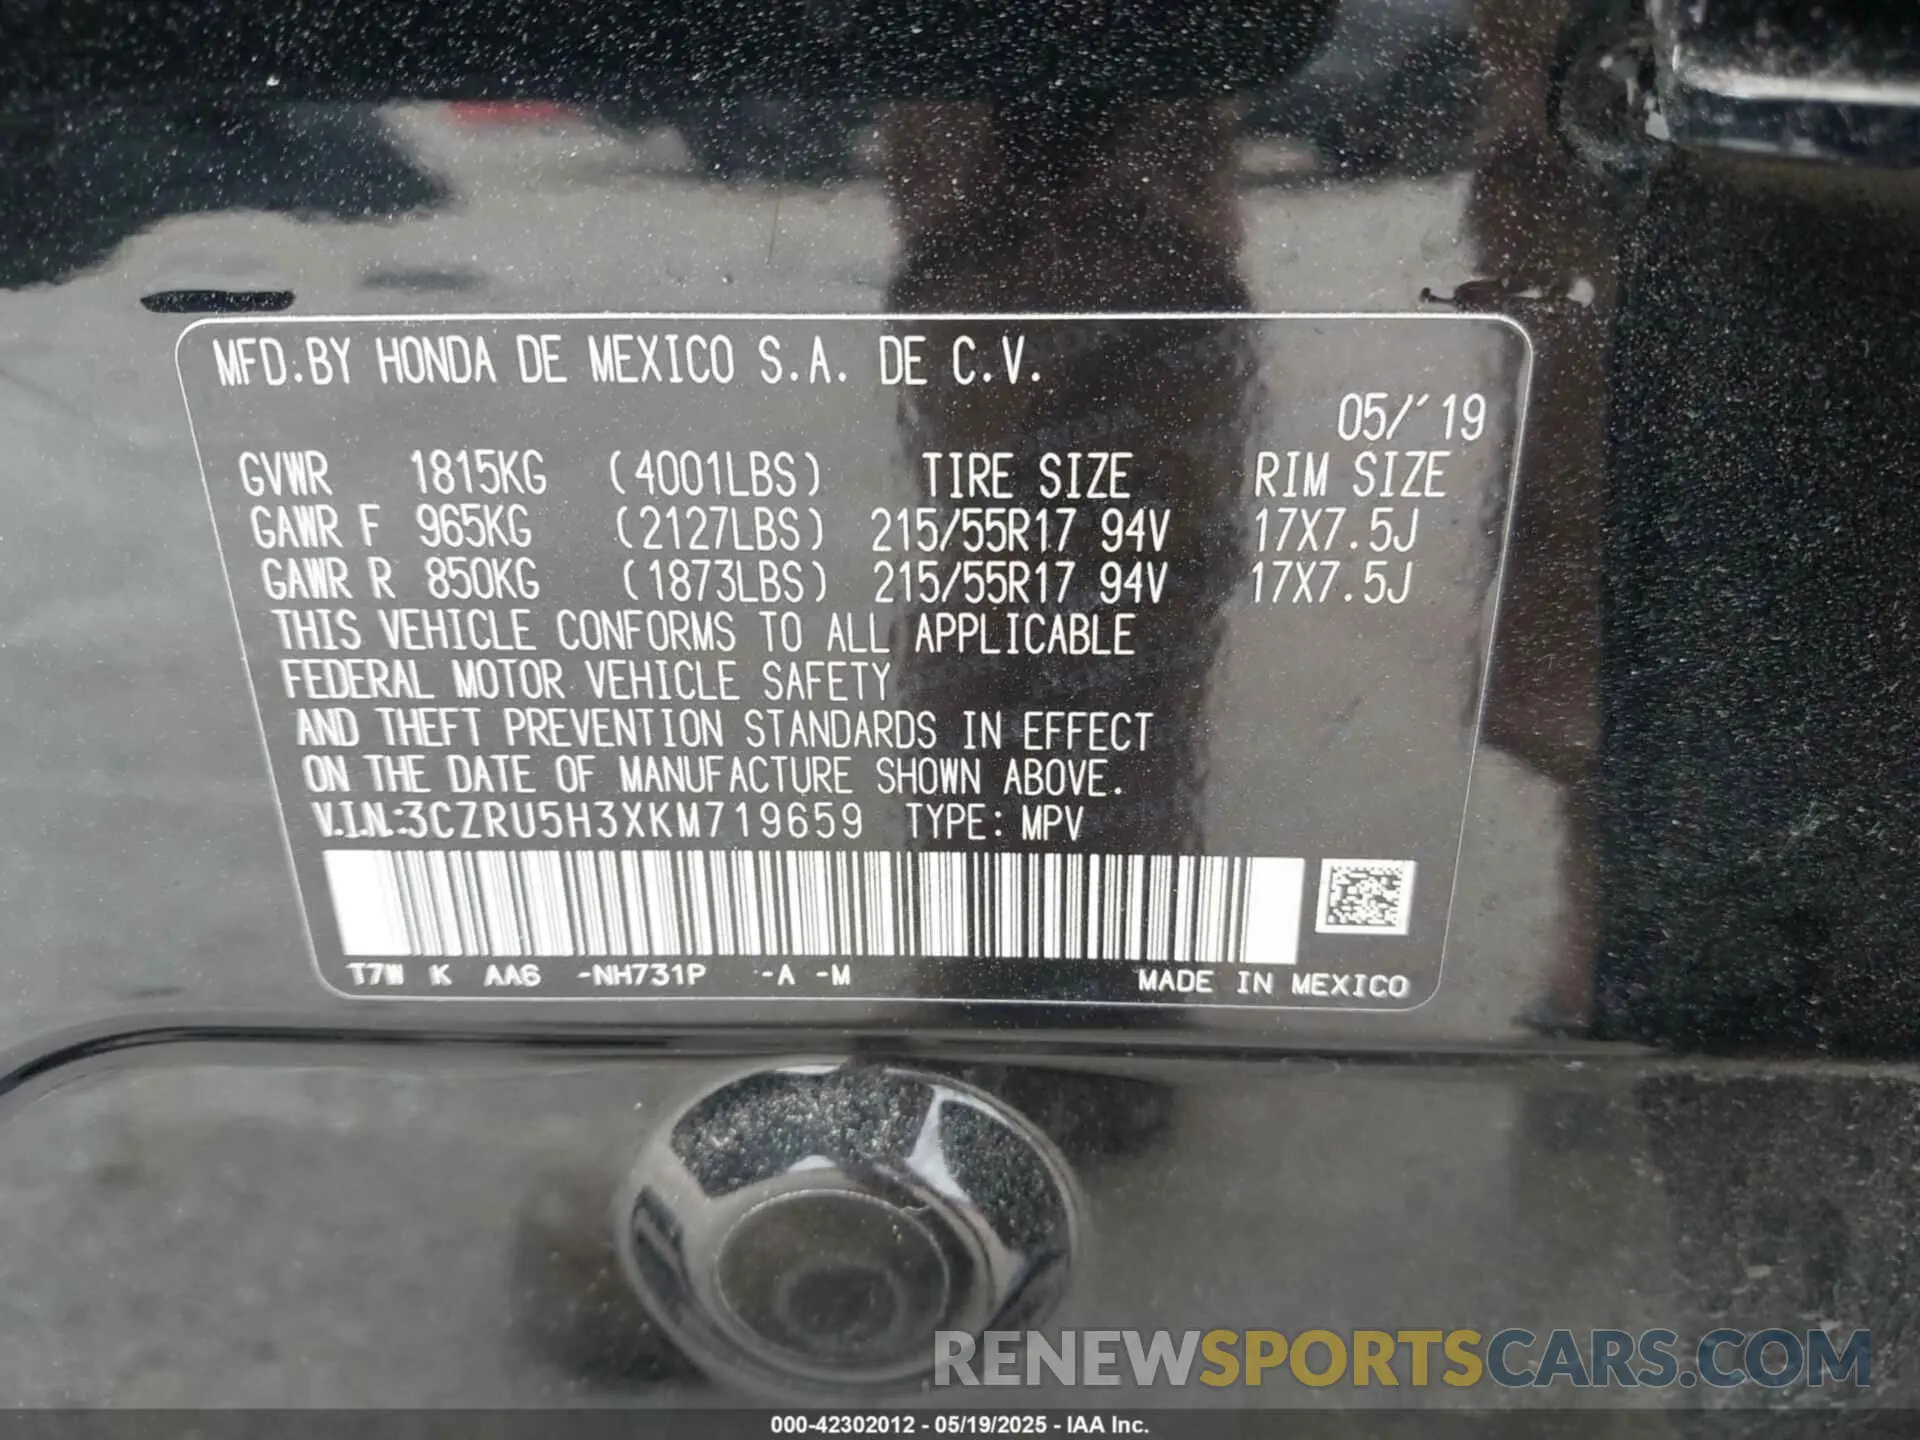 MFD.BY HONDA DE MEXICO S.A. DE C.V.
05/'19
GVWR 1815KG (4001LBS) TIRE SIZE RIM SIZE
GAWR F 965KG (2127LBS) 215/55R17 94V 17X7.5J
GAWR R 850KG (1873LBS) 215/55R17 94V 17X7.5J
THIS VEHICLE CONFORMS TO ALL APPLICABLE
FEDERAL MOTOR VEHICLE SAFETY
AND THEFT PREVENTION STANDARDS IN EFFECT
ON THE DATE OF MANUFACTURE SHOWN ABOVE.
V.I.N.:3CZRU5H3XKM719659 TYPE: MPV
T7W K AA6 -NH731P -A -M MADE IN MEXICO
RENEWSPORTSCARS.COM
000-42302012 - 05/19/2025 - IAA Inc.